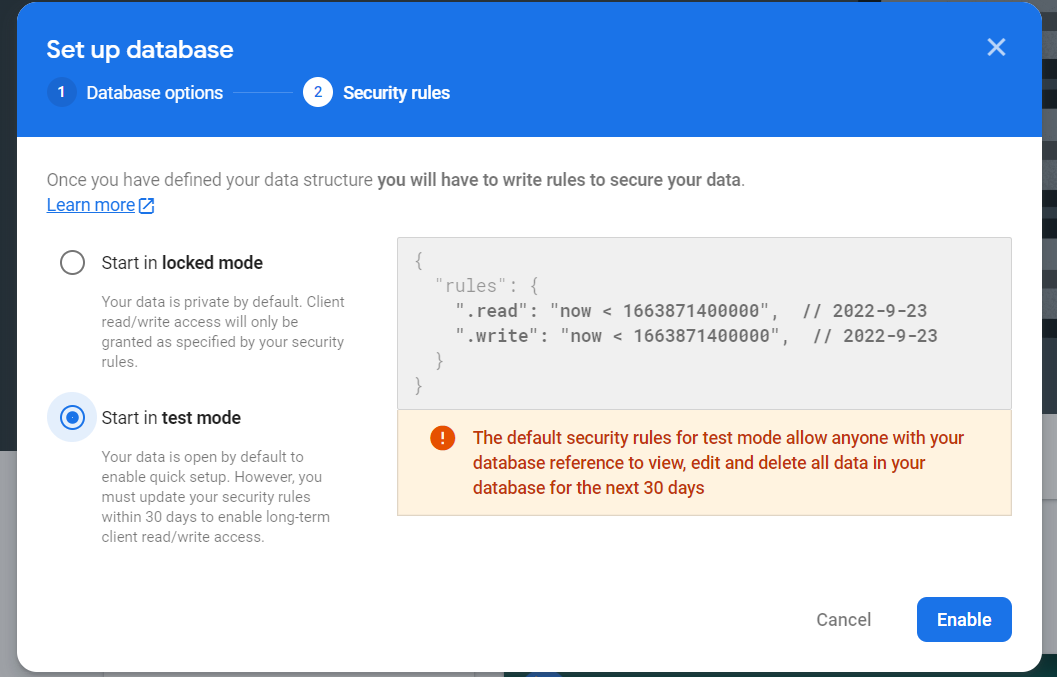 Set up database
1 Database options 2 Security rules
Once you have defined your data structure you will have to write rules to secure your data.
Learn more
Start in locked mode
Your data is private by default. Client
read/write access will only be
granted as specified by your security
rules.
Start in test mode
Your data is open by default to
enable quick setup. However, you
must update your security rules
within 30 days to enable long-term
client read/write access.
{
"rules": {
".read": "now < 1663871400000", // 2022-9-23
".write": "now < 1663871400000", // 2022-9-23
}
}
The default security rules for test mode allow anyone with your
database reference to view, edit and delete all data in your
database for the next 30 days
Cancel
Enable